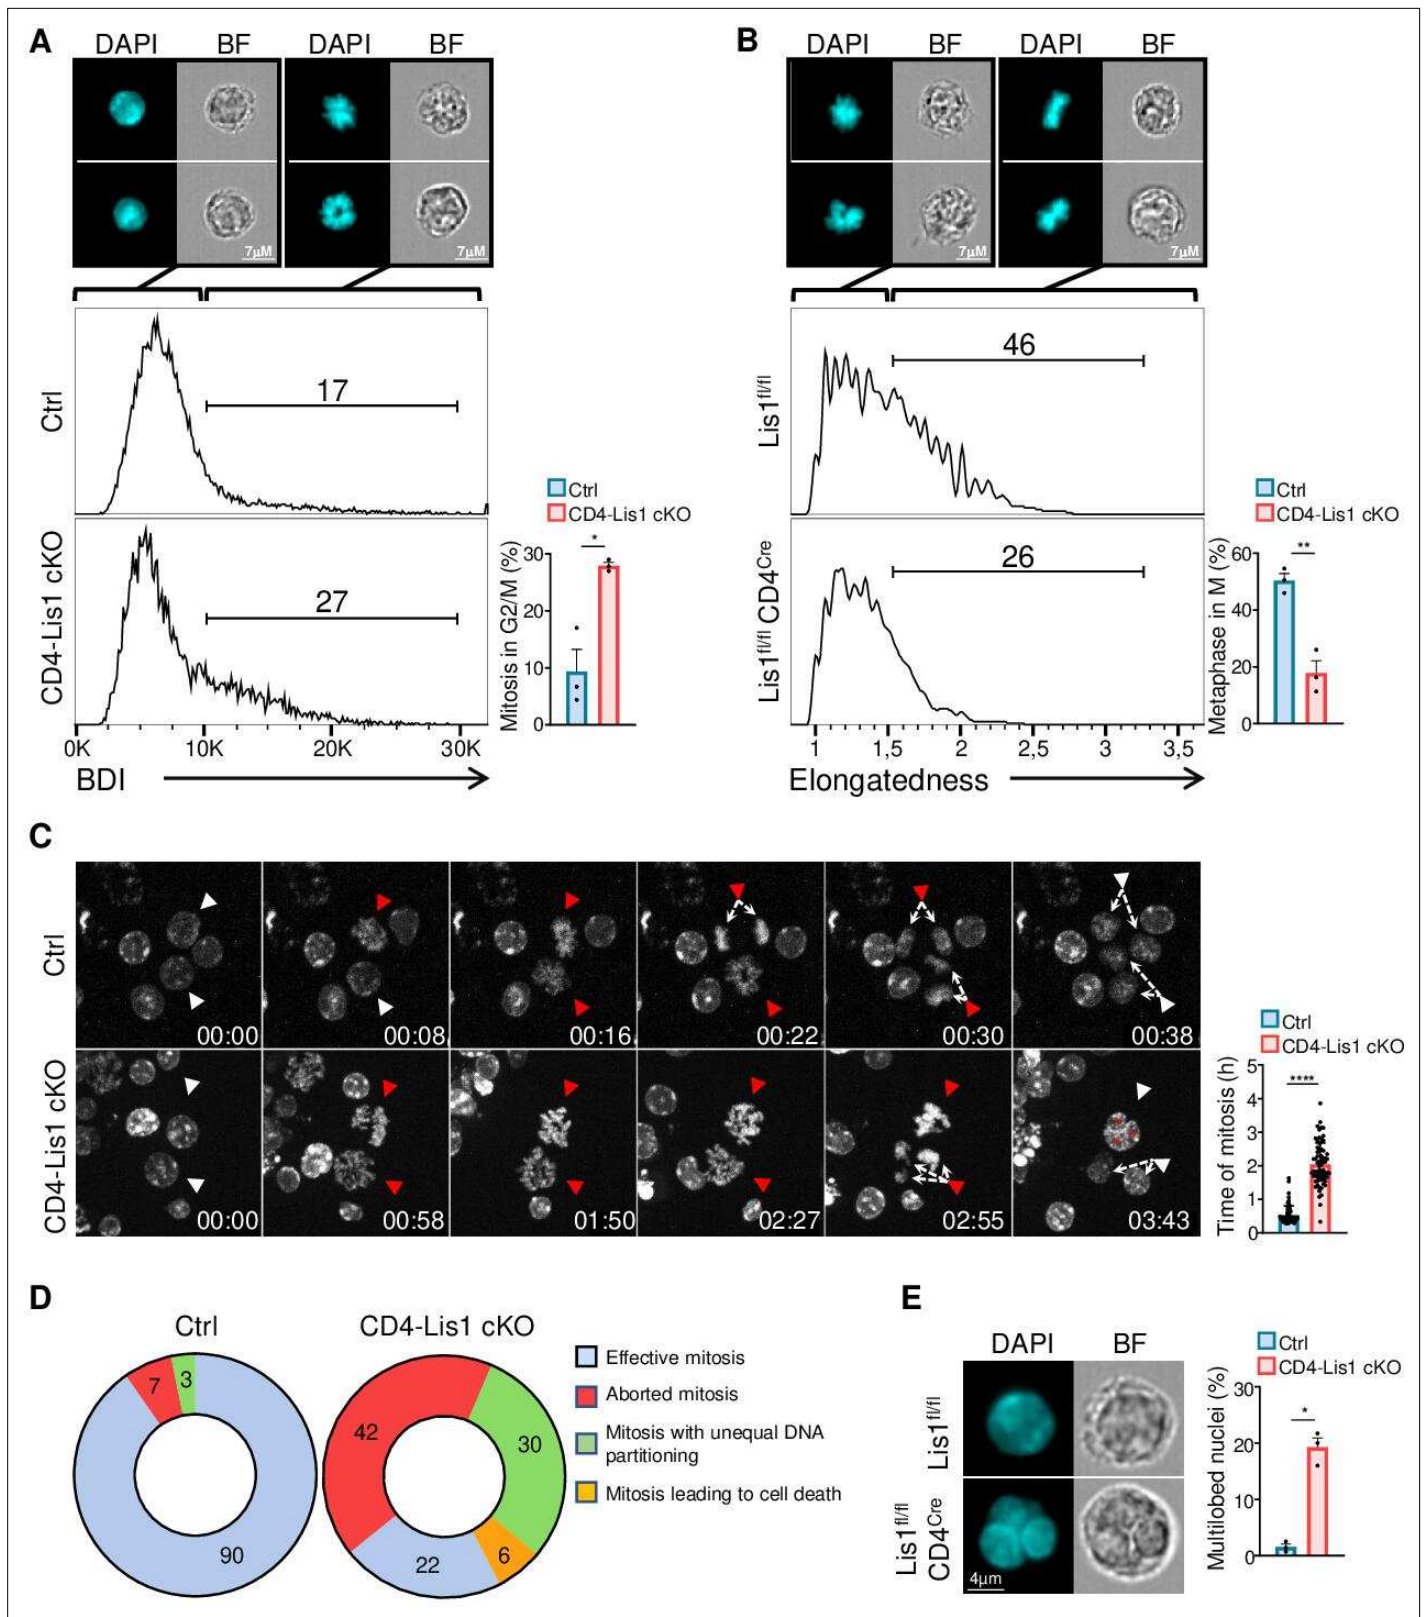 A
DAPI BF DAPI BF
7µM 7µM
Ctrl
17
CD4-Lis1 cKO
27
0K 10K 20K 30K
BDI
Ctrl
CD4-Lis1 cKO
Mitosis in G2/M (%)
30
20
10
0
*
B
DAPI BF DAPI BF
7µM 7µM
Lis1fl/fl
46
Lis1fl/fl CD4Cre
26
1 1,5 2 2,5 3 3,5
Elongatedness
Ctrl
CD4-Lis1 cKO
Metaphase in M (%)
60
40
20
0
**
C
Ctrl
00:00 00:08 00:16 00:22 00:30 00:38
CD4-Lis1 cKO
00:00 00:58 01:50 02:27 02:55 03:43
Ctrl
CD4-Lis1 cKO
Time of mitosis (h)
5
4
3
2
1
0
****
D
Ctrl CD4-Lis1 cKO
7 3
90
42
30
22
6
Effective mitosis
Aborted mitosis
Mitosis with unequal DNA
partitioning
Mitosis leading to cell death
E
DAPI BF
Lis1fl/fl
Lis1fl/fl
CD4Cre
4µm
Ctrl
CD4-Lis1 cKO
Multilobed nuclei (%)
30
20
10
0
*